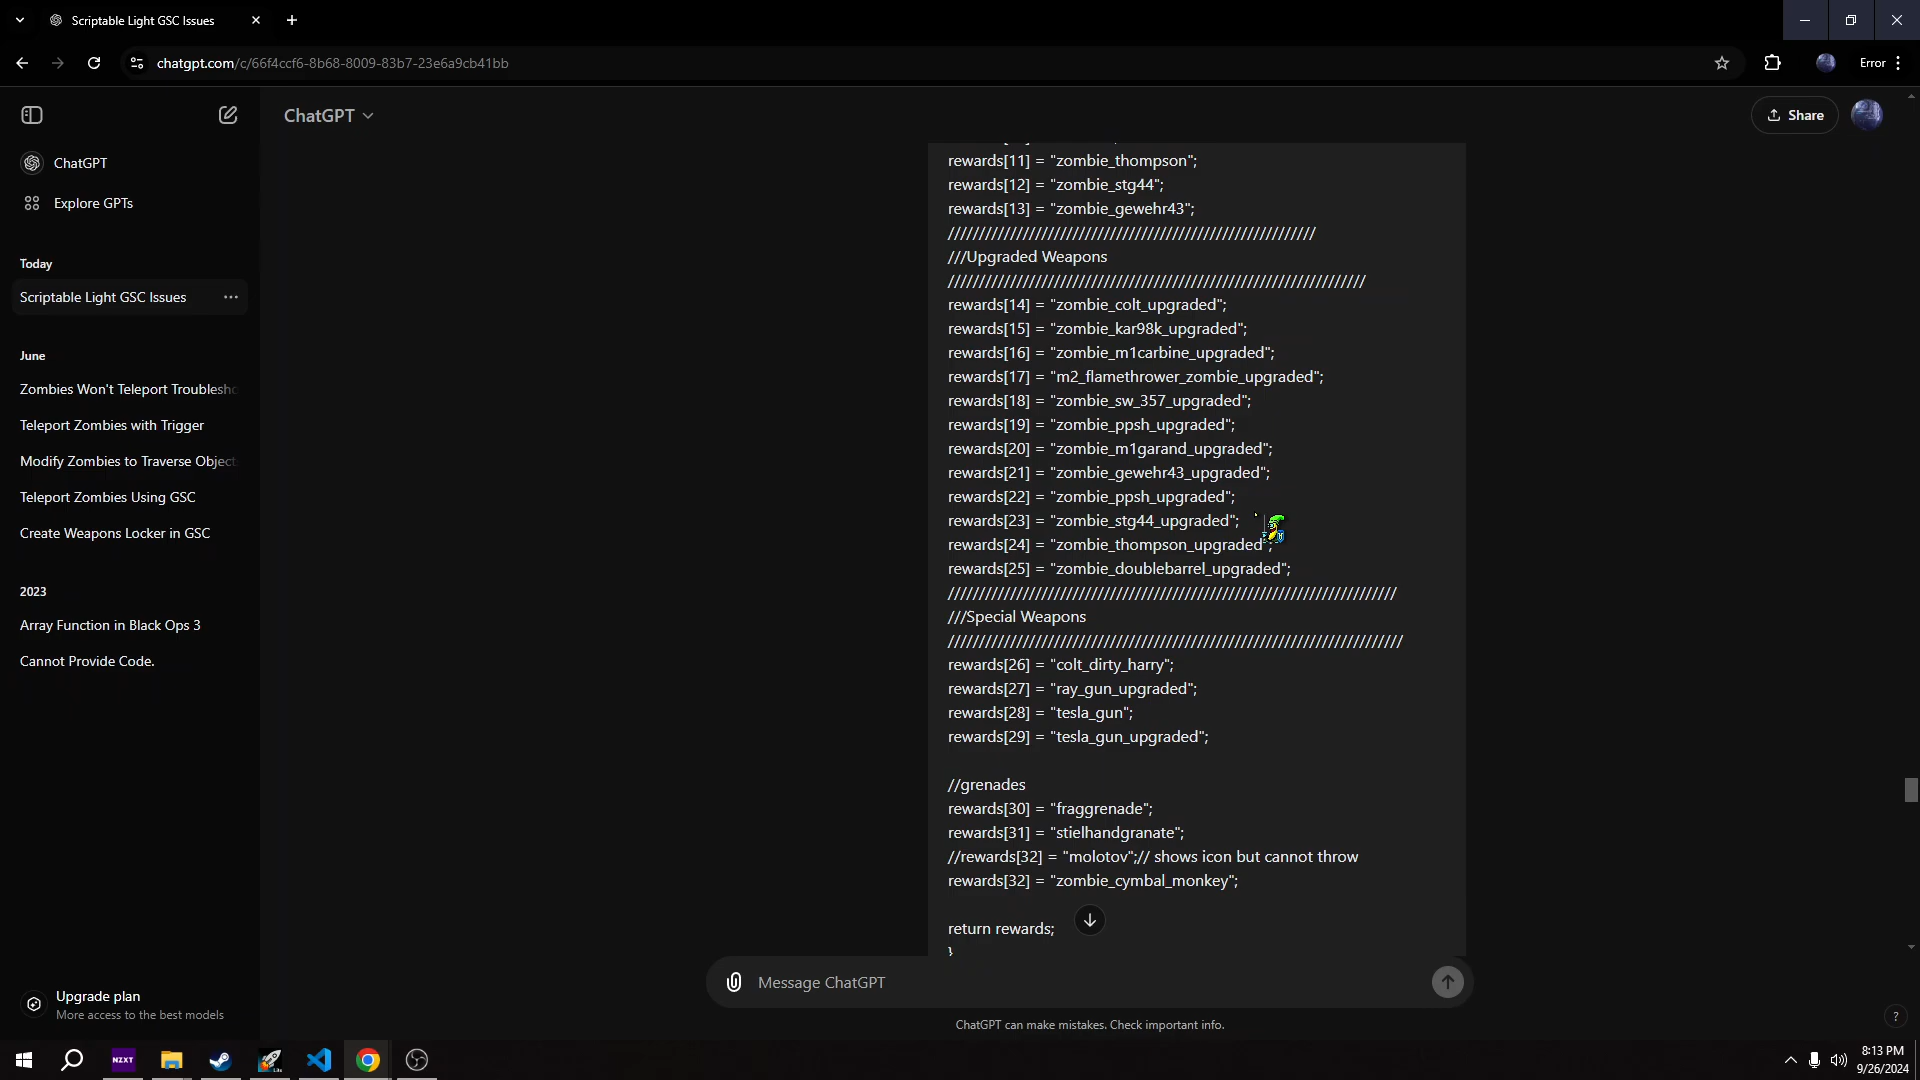 Scriptable Light GSC Issues
chatgpt.com/c/66f4ccf6-8b68-8009-83b7-23e6a9cb41bb
Error
ChatGPT
Share
ChatGPT
Explore GPTs
Today
Scriptable Light GSC Issues
June
Zombies Won't Teleport Troublesho
Teleport Zombies with Trigger
Modify Zombies to Traverse Object
Teleport Zombies Using GSC
Create Weapons Locker in GSC
2023
Array Function in Black Ops 3
Cannot Provide Code.
Upgrade plan
More access to the best models
rewards[11] = "zombie_thompson";
rewards[12] = "zombie_stg44";
rewards[13] = "zombie_gewehr43";
///////////////////////////////////////////////////////////
///Upgraded Weapons
///////////////////////////////////////////////////////////////////
rewards[14] = "zombie_colt_upgraded";
rewards[15] = "zombie_kar98k_upgraded";
rewards[16] = "zombie_m1carbine_upgraded";
rewards[17] = "m2_flamethrower_zombie_upgraded";
rewards[18] = "zombie_sw_357_upgraded";
rewards[19] = "zombie_ppsh_upgraded";
rewards[20] = "zombie_m1garand_upgraded";
rewards[21] = "zombie_gewehr43_upgraded";
rewards[22] = "zombie_ppsh_upgraded";
rewards[23] = "zombie_stg44_upgraded";
rewards[24] = "zombie_thompson_upgraded";
rewards[25] = "zombie_doublebarrel_upgraded";
////////////////////////////////////////////////////////////////////////
///Special Weapons
/////////////////////////////////////////////////////////////////////////
rewards[26] = "colt_dirty_harry";
rewards[27] = "ray_gun_upgraded";
rewards[28] = "tesla_gun";
rewards[29] = "tesla_gun_upgraded";
//grenades
rewards[30] = "fraggrenade";
rewards[31] = "stielhandgranate";
//rewards[32] = "molotov";// shows icon but cannot throw
rewards[32] = "zombie_cymbal_monkey";
return rewards;
}
Message ChatGPT
ChatGPT can make mistakes. Check important info.
?
NZXT
Lite
8:13 PM
9/26/2024